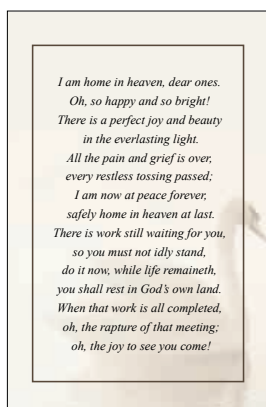 I am home in heaven, dear ones.
Oh, so happy and so bright!
There is a perfect joy and beauty
in the everlasting light.
All the pain and grief is over,
every restless tossing passed;
I am now at peace forever,
safely home in heaven at last.
There is work still waiting for you,
so you must not idly stand,
do it now, while life remaineth,
you shall rest in God's own land.
When that work is all completed,
oh, the rapture of that meeting;
oh, the joy to see you come!